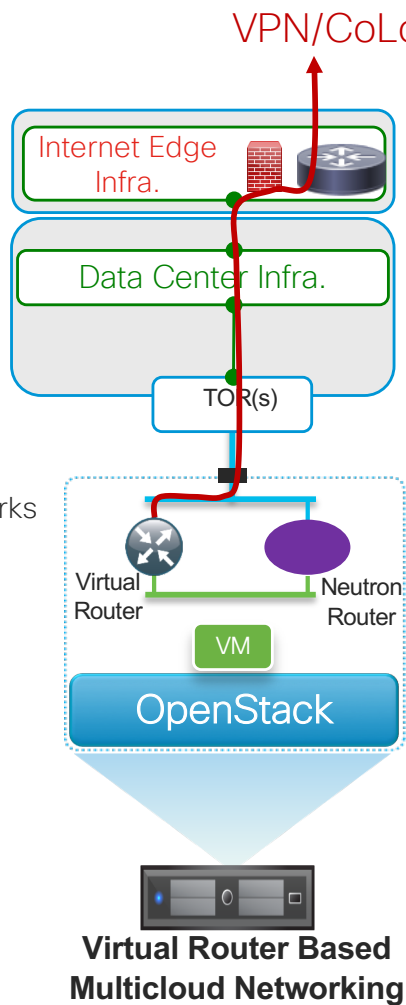 VPN/CoLo
Internet Edge
Infra.
Data Center Infra.
TOR(s)
rks
Virtual
Router
Neutron
Router
VM
OpenStack
Virtual Router Based
Multicloud Networking